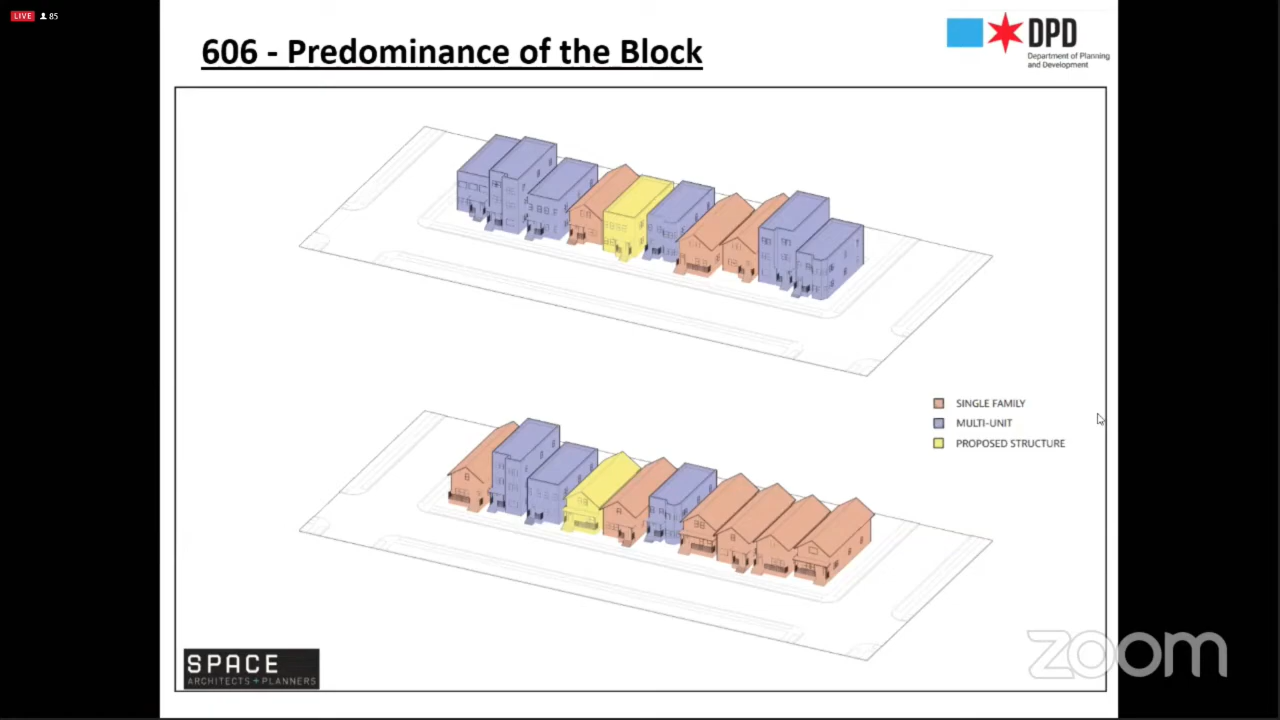 LIVE 85
606 - Predominance of the Block
DPD
Department of Planning
and Development
SINGLE FAMILY
MULTI-UNIT
PROPOSED STRUCTURE
SPACE
ARCHITECTS + PLANNERS
zoom